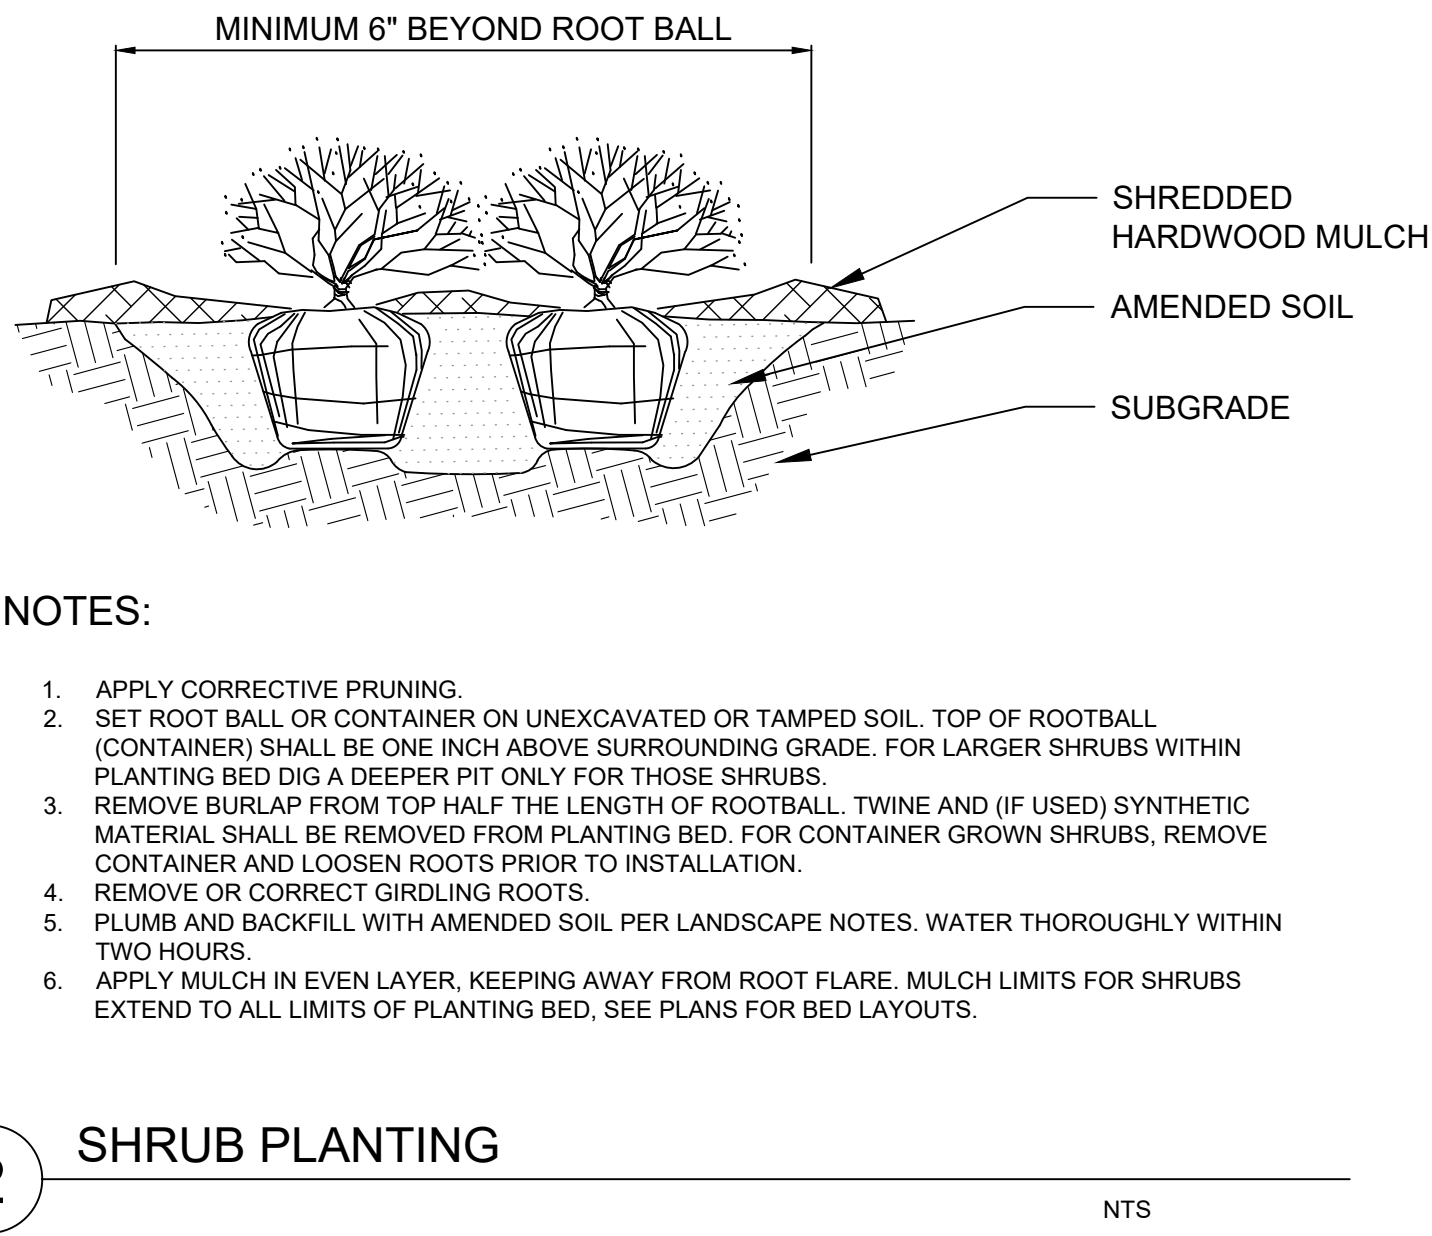 MINIMUM 6" BEYOND ROOT BALL
SHREDDED
HARDWOOD MULCH
AMENDED SOIL
SUBGRADE
NOTES:
1. APPLY CORRECTIVE PRUNING.
2. SET ROOT BALL OR CONTAINER ON UNEXCAVATED OR TAMPED SOIL. TOP OF ROOTBALL
(CONTAINER) SHALL BE ONE INCH ABOVE SURROUNDING GRADE. FOR LARGER SHRUBS WITHIN
PLANTING BED DIG A DEEPER PIT ONLY FOR THOSE SHRUBS.
3. REMOVE BURLAP FROM TOP HALF THE LENGTH OF ROOTBALL. TWINE AND (IF USED) SYNTHETIC
MATERIAL SHALL BE REMOVED FROM PLANTING BED. FOR CONTAINER GROWN SHRUBS, REMOVE
CONTAINER AND LOOSEN ROOTS PRIOR TO INSTALLATION.
4. REMOVE OR CORRECT GIRDLING ROOTS.
5. PLUMB AND BACKFILL WITH AMENDED SOIL PER LANDSCAPE NOTES. WATER THOROUGHLY WITHIN
TWO HOURS.
6. APPLY MULCH IN EVEN LAYER, KEEPING AWAY FROM ROOT FLARE. MULCH LIMITS FOR SHRUBS
EXTEND TO ALL LIMITS OF PLANTING BED, SEE PLANS FOR BED LAYOUTS.
SHRUB PLANTING
NTS